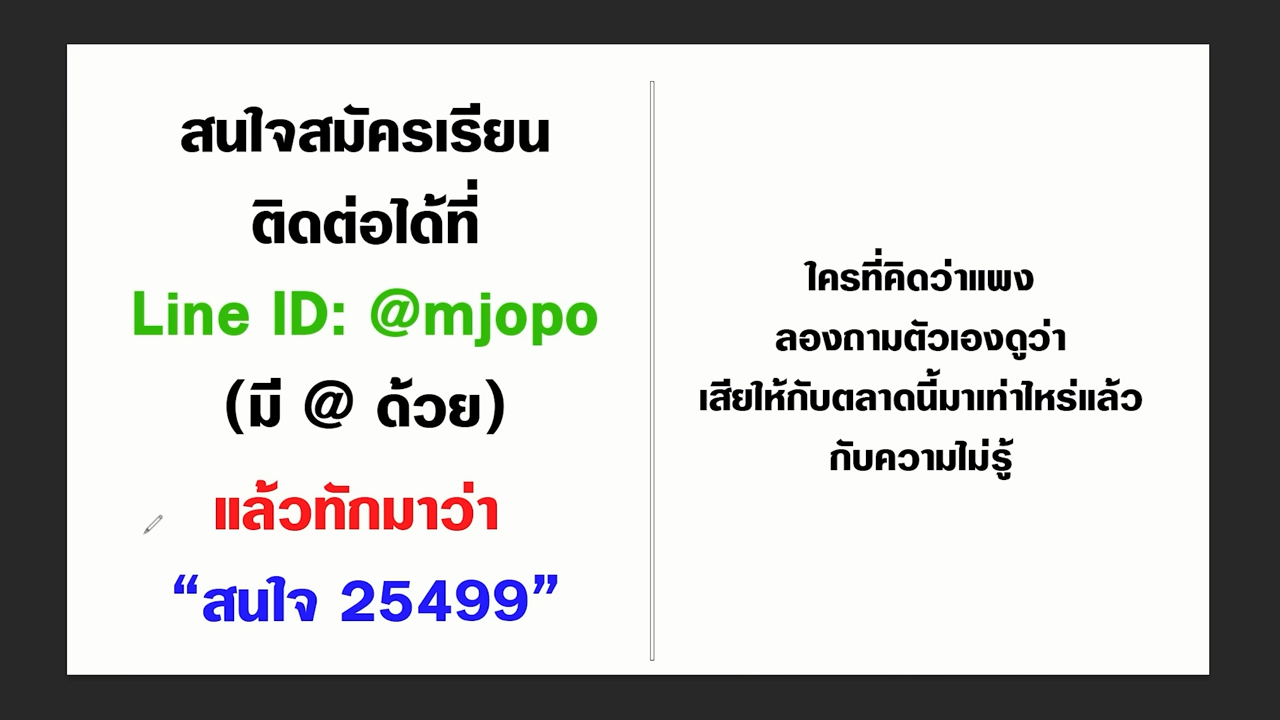 สนใจสมัครเรียน
ติดต่อได้ที่
Line ID: @mjopo
(มี @ ด้วย)
แล้วทักมาว่า
“สนใจ 25499”
ใครที่คิดว่าแพง
ลองถามตัวเองดูว่า
เสียให้กับตลาดนี้มาเท่าไหร่แล้ว
กับความไม่รู้